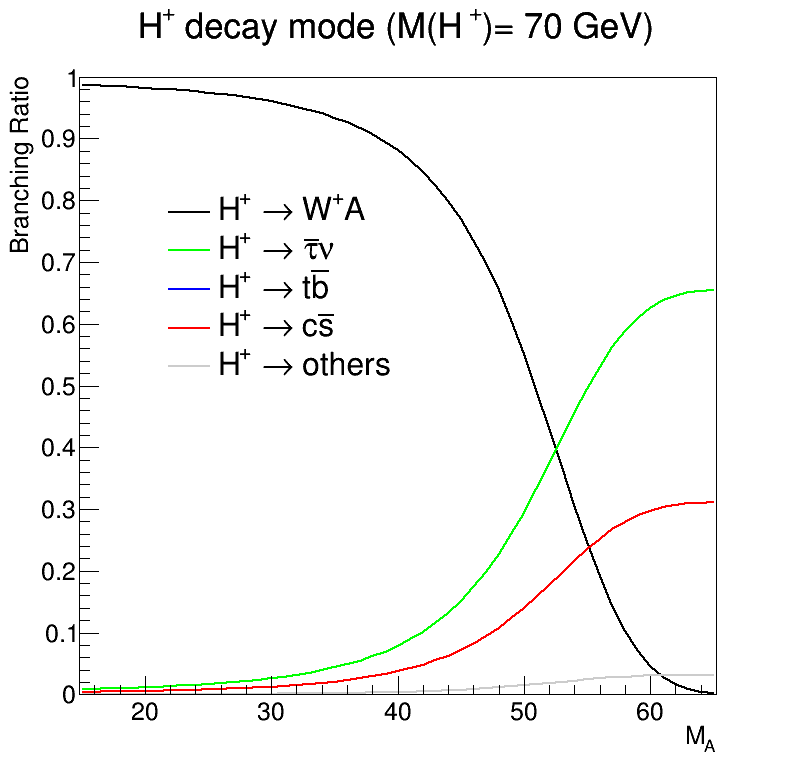 H⁺ decay mode (M(H⁺)= 70 GeV)
Branching Ratio
1
0.9
0.8
0.7
0.6
0.5
0.4
0.3
0.2
0.1
0
H⁺ → W⁺A
H⁺ → τ̄ν
H⁺ → tb̄
H⁺ → cs̄
H⁺ → others
20 30 40 50 60
M_A